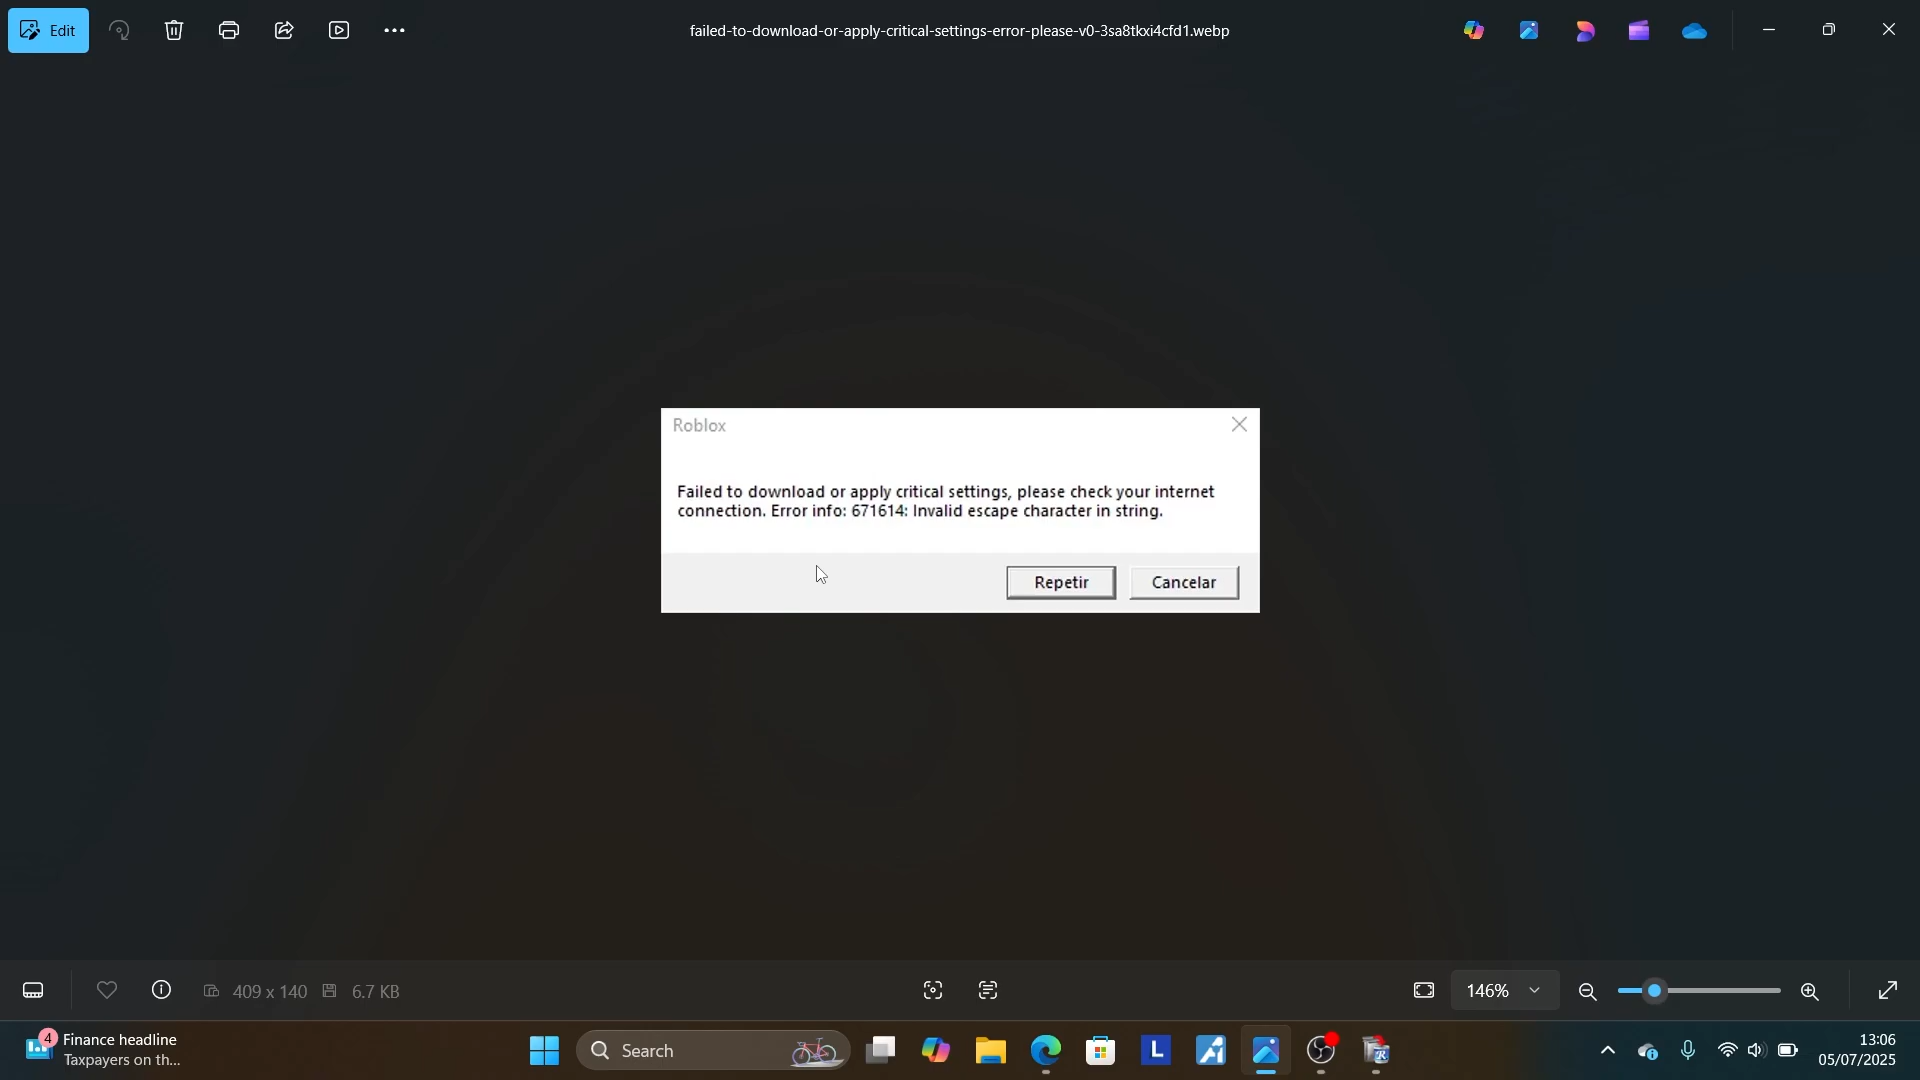 Edit
failed-to-download-or-apply-critical-settings-error-please-v0-3sa8tkxi4cfd1.webp
Roblox
Failed to download or apply critical settings, please check your internet
connection. Error info: 671614: Invalid escape character in string.
Repetir
Cancelar
409 x 140
6.7 KB
146%
4
Finance headline
Taxpayers on th...
Search
L
13:06
05/07/2025